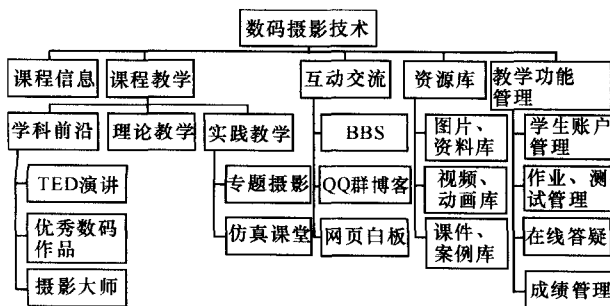 数码摄影技术
课程信息
课程教学
互动交流
资源库
教学功能
管理
学科前沿
理论教学
实践教学
BBS
图片、
资料库
学生账户
管理
TED演讲
专题摄影
QQ群博客
视频、
动画库
作业、测
试管理
优秀数码
作品
仿真课堂
网页白板
课件、
案例库
在线答疑
摄影大师
成绩管理